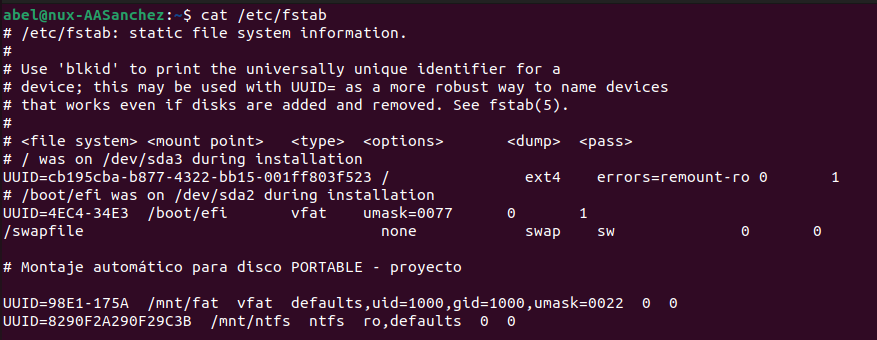 abel@nux-AASanchez:~$ cat /etc/fstab
# /etc/fstab: static file system information.
#
# Use 'blkid' to print the universally unique identifier for a
# device; this may be used with UUID= as a more robust way to name devices
# that works even if disks are added and removed. See fstab(5).
#
# <file system> <mount point>   <type>  <options>       <dump>  <pass>
# / was on /dev/sda3 during installation
UUID=cb195cba-b877-4322-bb15-001ff803f523 /               ext4    errors=remount-ro 0       1
# /boot/efi was on /dev/sda2 during installation
UUID=4EC4-34E3  /boot/efi       vfat    umask=0077      0       1
/swapfile                                 none            swap    sw              0       0
# Montaje automático para disco PORTABLE - proyecto
UUID=98E1-175A  /mnt/fat  vfat  defaults,uid=1000,gid=1000,umask=0022  0  0
UUID=8290F2A290F29C3B  /mnt/ntfs  ntfs  ro,defaults  0  0